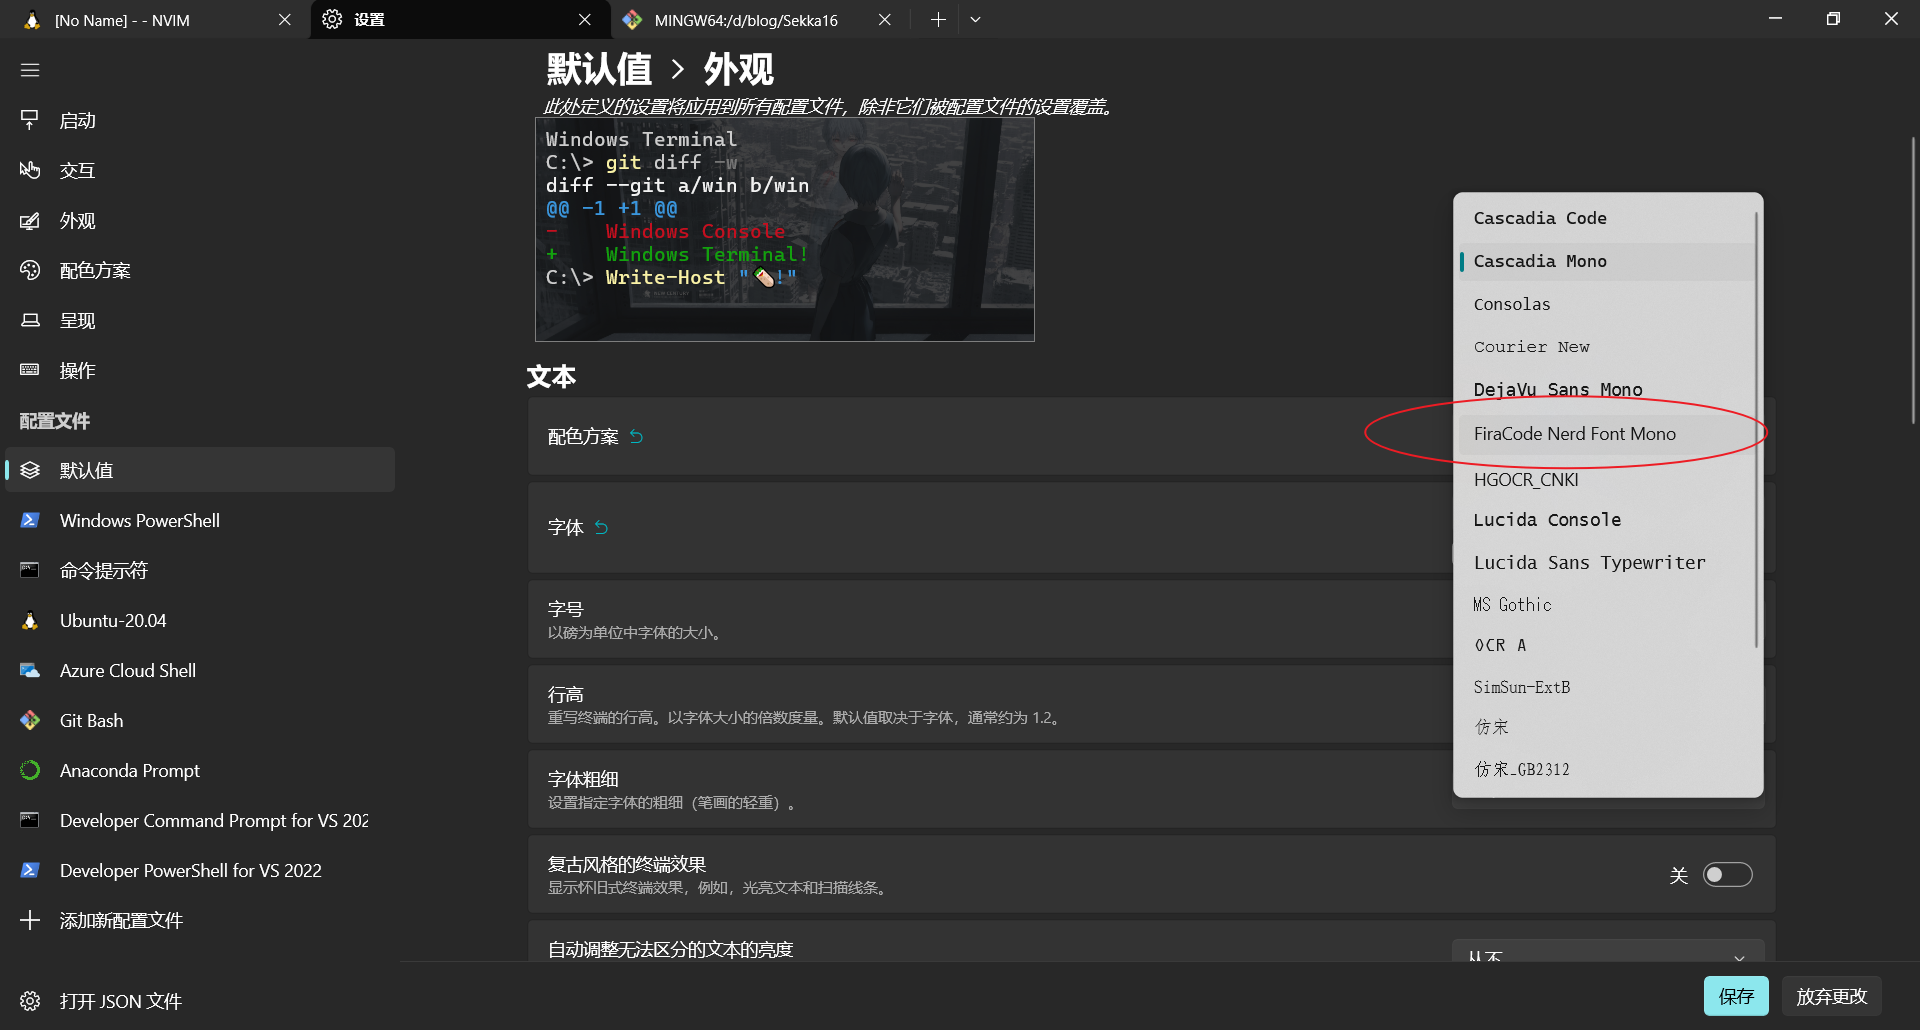 [No Name] - - NVIM
设置
MINGW64:/d/blog/Sekka16
默认值 > 外观
此处定义的设置将应用到所有配置文件，除非它们被配置文件的设置覆盖。
Windows Terminal
C:\> git diff -w
diff --git a/win b/win
@@ -1 +1 @@
- Windows Console
+ Windows Terminal!
C:\> Write-Host "!"
启动
交互
外观
配色方案
呈现
操作
配置文件
默认值
Windows PowerShell
命令提示符
Ubuntu-20.04
Azure Cloud Shell
Git Bash
Anaconda Prompt
Developer Command Prompt for VS 202
Developer PowerShell for VS 2022
添加新配置文件
打开 JSON 文件
文本
配色方案
字体
字号
以磅为单位中字体的大小。
行高
重写终端的行高。以字体大小的倍数度量。默认值取决于字体，通常约为 1.2。
字体粗细
设置指定字体的粗细（笔画的轻重）。
复古风格的终端效果
显示怀旧式终端效果，例如，光亮文本和扫描线条。
关
自动调整无法区分的文本的亮度
从不
Cascadia Code
Cascadia Mono
Consolas
Courier New
DejaVu Sans Mono
FiraCode Nerd Font Mono
HGOCR_CNKI
Lucida Console
Lucida Sans Typewriter
MS Gothic
OCR A
SimSun-ExtB
仿宋
仿宋_GB2312
保存
放弃更改